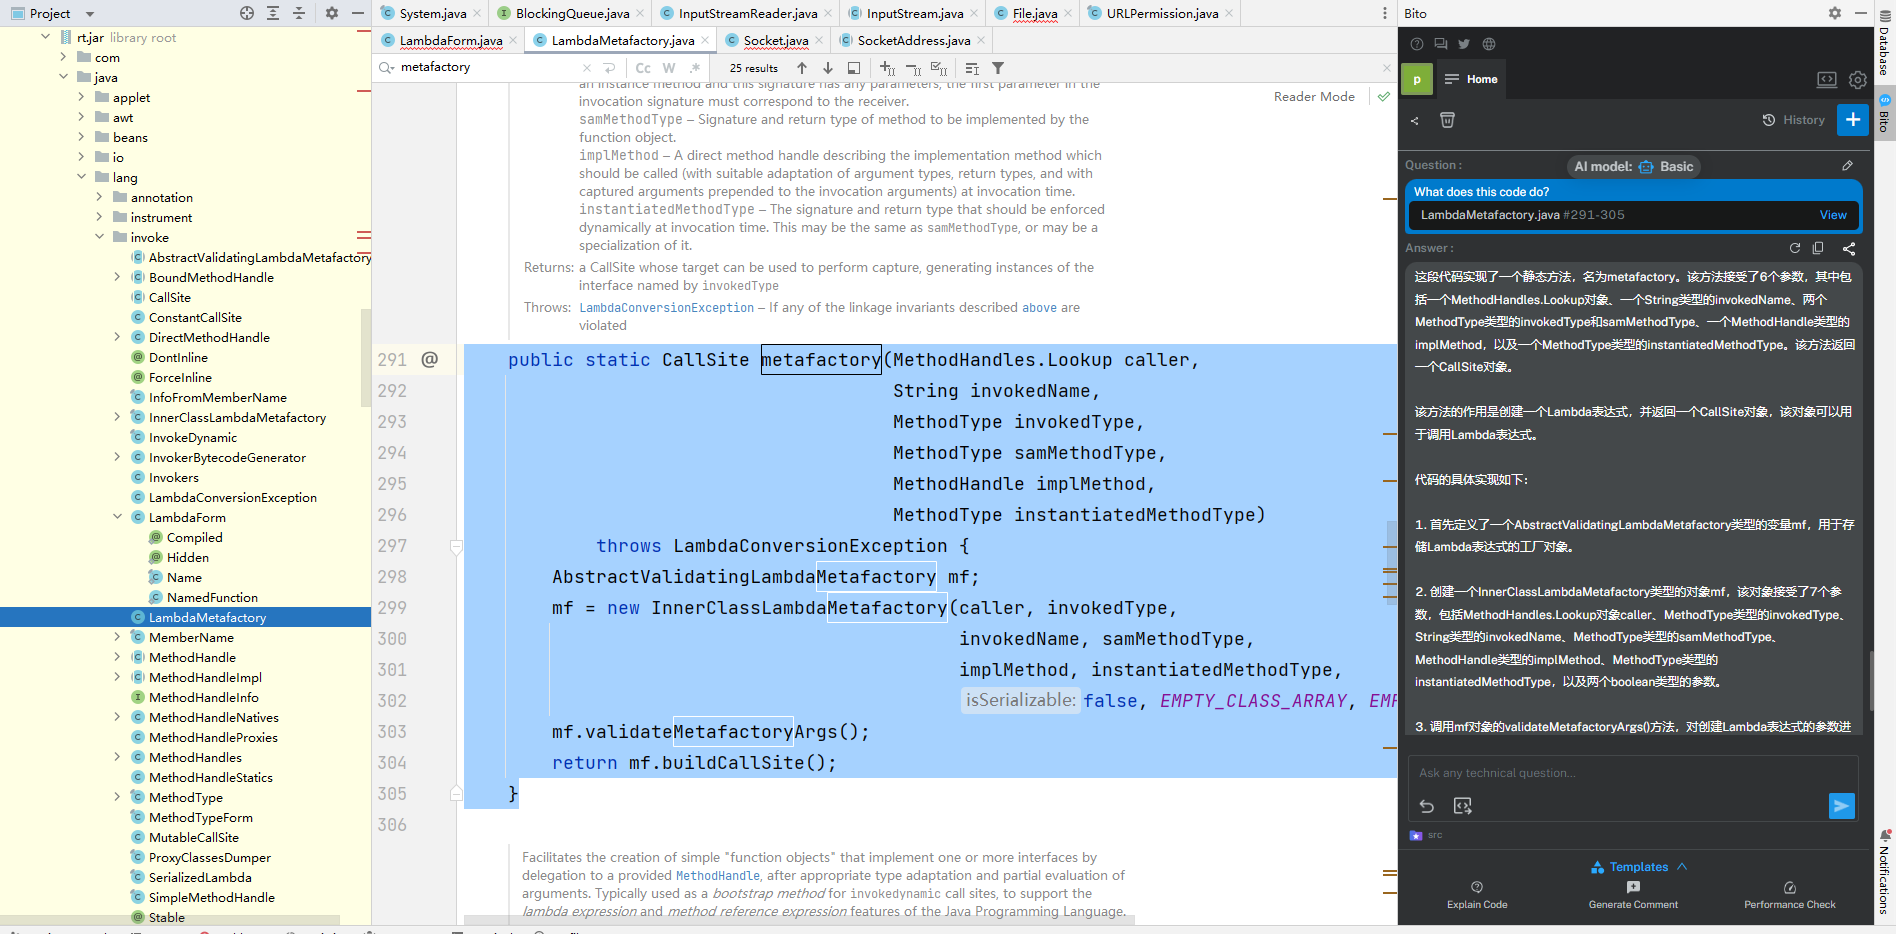 Project
rt.jar library root
com
java
applet
awt
beans
io
lang
annotation
instrument
invoke
AbstractValidatingLambdaMetafactory
BoundMethodHandle
CallSite
ConstantCallSite
DirectMethodHandle
DontInline
ForceInline
InfoFromMemberName
InnerClassLambdaMetafactory
InvokeDynamic
InvokerBytecodeGenerator
Invokers
LambdaConversionException
LambdaForm
Compiled
Hidden
Name
NamedFunction
LambdaMetafactory
MemberName
MethodHandle
MethodHandleImpl
MethodHandleInfo
MethodHandleNatives
MethodHandleProxies
MethodHandles
MethodHandleStatics
MethodType
MethodTypeForm
MutableCallSite
ProxyClassesDumper
SerializedLambda
SimpleMethodHandle
Stable
System.java
BlockingQueue.java
InputStreamReader.java
InputStream.java
File.java
URLPermission.java
LambdaForm.java
LambdaMetafactory.java
Socket.java
SocketAddress.java
metafactory
Cc W .*
25 results
Reader Mode
an instance method and this signature has any parameters, the first parameter in the
invocation signature must correspond to the receiver.
samMethodType – Signature and return type of method to be implemented by the
function object.
implMethod – A direct method handle describing the implementation method which
should be called (with suitable adaptation of argument types, return types, and with
captured arguments prepended to the invocation arguments) at invocation time.
instantiatedMethodType – The signature and return type that should be enforced
dynamically at invocation time. This may be the same as samMethodType, or may be a
specialization of it.
Returns: a CallSite whose target can be used to perform capture, generating instances of the
interface named by invokedType
Throws: LambdaConversionException – If any of the linkage invariants described above are
violated
291 @ public static CallSite metafactory(MethodHandles.Lookup caller,
292 String invokedName,
293 MethodType invokedType,
294 MethodType samMethodType,
295 MethodHandle implMethod,
296 MethodType instantiatedMethodType)
297 throws LambdaConversionException {
298 AbstractValidatingLambdaMetafactory mf;
299 mf = new InnerClassLambdaMetafactory(caller, invokedType,
300 invokedName, samMethodType,
301 implMethod, instantiatedMethodType,
302 isSerializable: false, EMPTY_CLASS_ARRAY, EMP
303 mf.validateMetafactoryArgs();
304 return mf.buildCallSite();
305 }
306
Facilitates the creation of simple "function objects" that implement one or more interfaces by
delegation to a provided MethodHandle, after appropriate type adaptation and partial evaluation of
arguments. Typically used as a bootstrap method for invokedynamic call sites, to support the
lambda expression and method reference expression features of the Java Programming Language.
Bito
p
Home
History
Question :
AI model: Basic
What does this code do?
LambdaMetafactory.java #291-305 View
Answer :
这段代码实现了一个静态方法，名为metafactory。该方法接受了6个参数，其中包
括一个MethodHandles.Lookup对象、一个String类型的invokedName、两个
MethodType类型的invokedType和samMethodType、一个MethodHandle类型的
implMethod，以及一个MethodType类型的instantiatedMethodType。该方法返回
一个CallSite对象。
该方法的作用是创建一个Lambda表达式，并返回一个CallSite对象，该对象可以用
于调用Lambda表达式。
代码的具体实现如下：
1. 首先定义了一个AbstractValidatingLambdaMetafactory类型的变量mf，用于存
储Lambda表达式的工厂对象。
2. 创建一个InnerClassLambdaMetafactory类型的对象mf，该对象接受了7个参
数，包括MethodHandles.Lookup对象caller、MethodType类型的invokedType、
String类型的invokedName、MethodType类型的samMethodType、
MethodHandle类型的implMethod、MethodType类型的
instantiatedMethodType，以及两个boolean类型的参数。
3. 调用mf对象的validateMetafactoryArgs()方法，对创建Lambda表达式的参数进
Ask any technical question...
src
Templates
Explain Code
Generate Comment
Performance Check
Database
Bito
Notifications